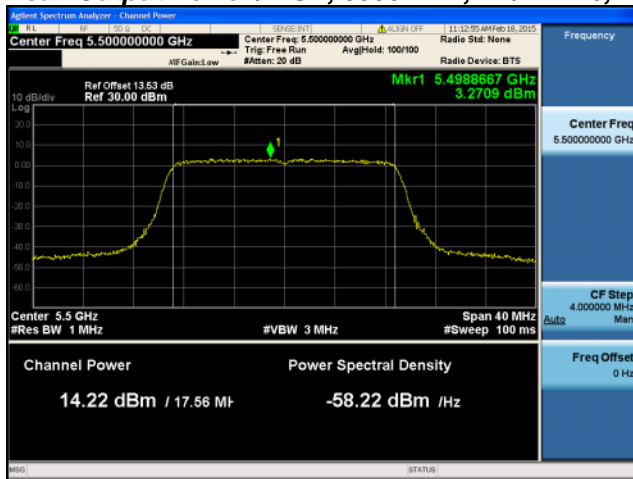 Agilent Spectrum Analyzer - Channel Power
RL RF 50 Ω DC SENSE:INT ALIGN OFF 11:12:55 AM Feb 18, 2015
Center Freq 5.500000000 GHz
Center Freq: 5.500000000 GHz
Radio Std: None
Trig: Free Run Avg|Hold: 100/100
#IFGain:Low #Atten: 20 dB Radio Device: BTS
Ref Offset 13.53 dB
10 dB/div Ref 30.00 dBm
Mkr1 5.4988667 GHz
3.2709 dBm
Log
20.0
10.0
0.00
-10.0
-20.0
-30.0
-40.0
-50.0
-60.0
1
Center 5.5 GHz Span 40 MHz
#Res BW 1 MHz #VBW 3 MHz #Sweep 100 ms
Channel Power Power Spectral Density
14.22 dBm / 17.56 MH -58.22 dBm /Hz
MSG STATUS
Frequency
Center Freq
5.500000000 GHz
CF Step
4.000000 MHz
Auto Man
Freq Offset
0 Hz